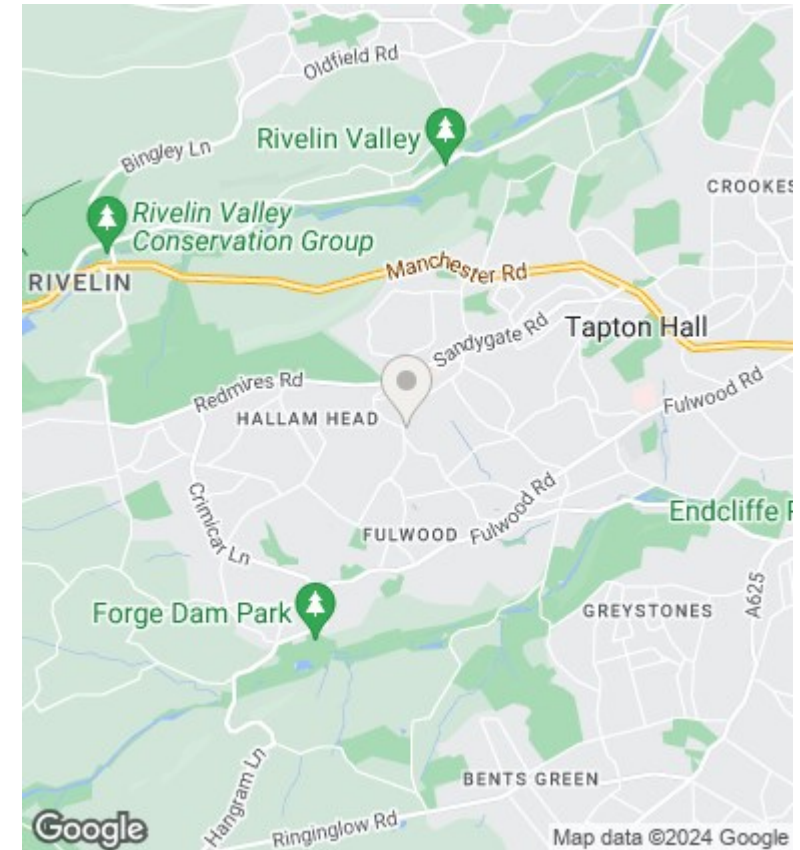 Oldfield Rd
Rivelin Valley
Bingley Ln
CROOKES
Rivelin Valley
Conservation Group
Manchester Rd
RIVELIN
Sandygate Rd
Tapton Hall
Redmires Rd
Fulwood Rd
HALLAM HEAD
Crimicar Ln
FULWOOD
Fulwood Rd
Endcliffe P
A625
Forge Dam Park
GREYSTONES
Hangram Ln
BENTS GREEN
Ringinglow Rd
Google
Map data ©2024 Google